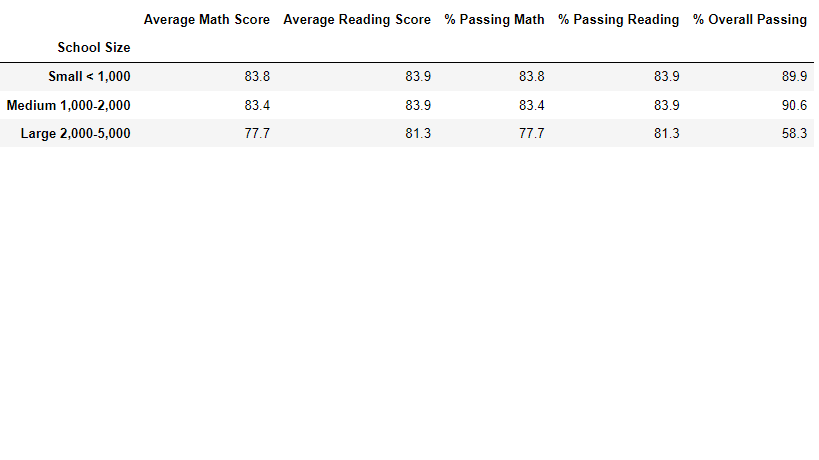 Average Math Score Average Reading Score % Passing Math % Passing Reading % Overall Passing
School Size
Small < 1,000 83.8 83.9 83.8 83.9 89.9
Medium 1,000-2,000 83.4 83.9 83.4 83.9 90.6
Large 2,000-5,000 77.7 81.3 77.7 81.3 58.3